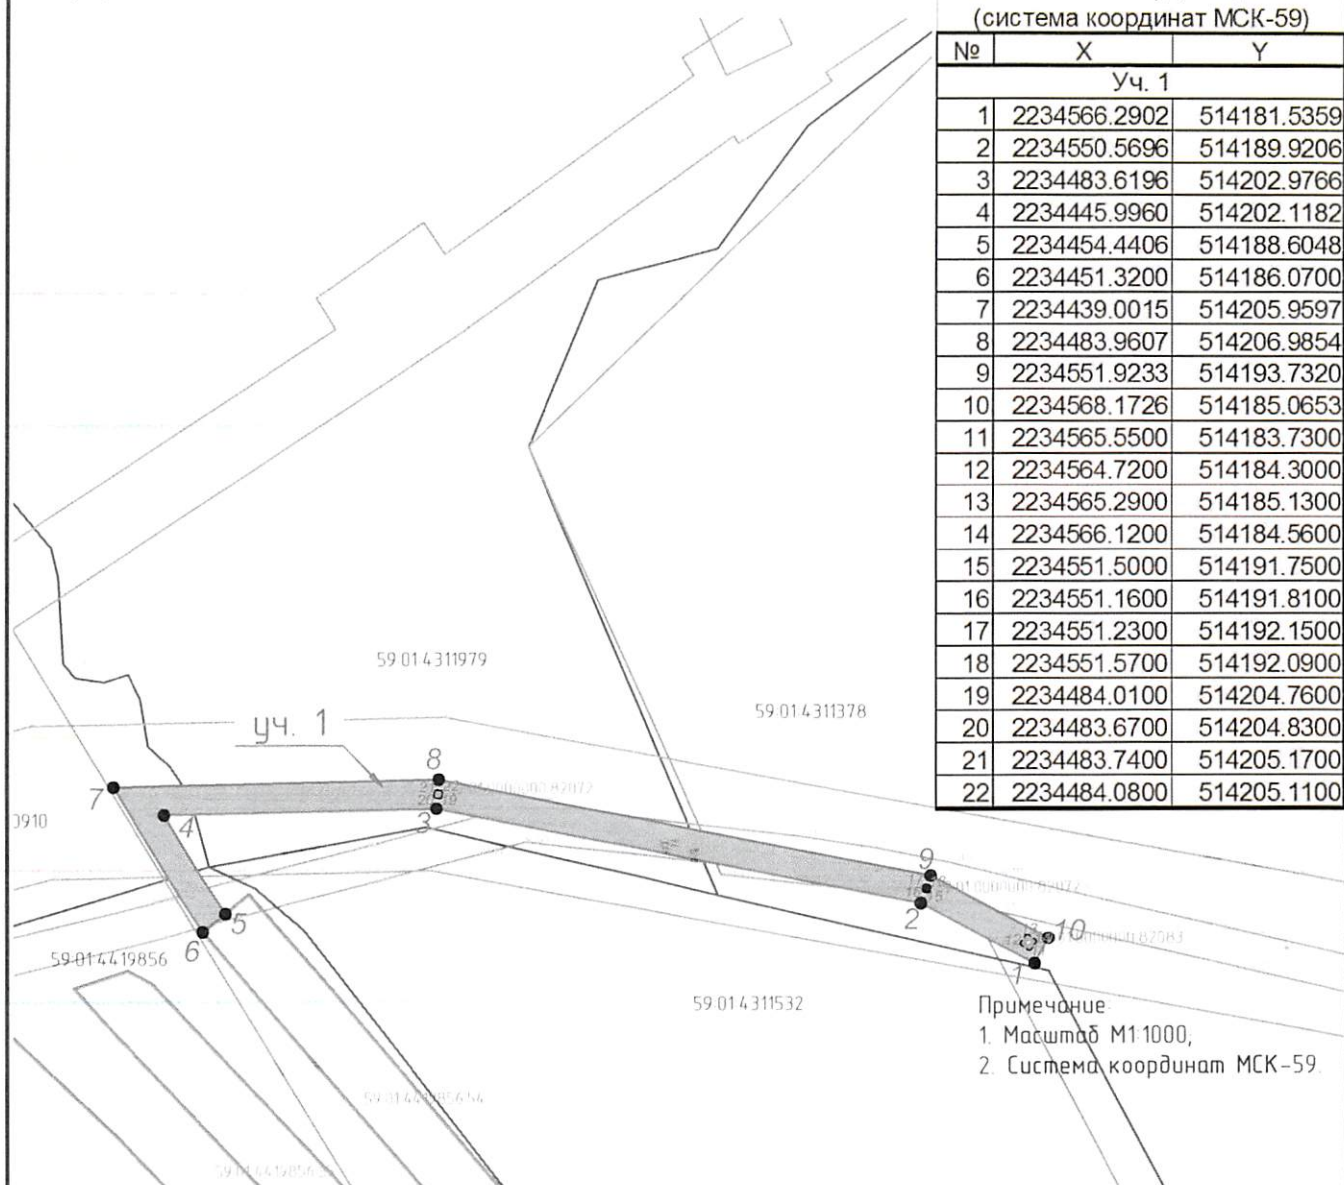 (система координат МСК-59)
№ X Y
Уч. 1
1 2234566.2902 514181.5359
2 2234550.5696 514189.9206
3 2234483.6196 514202.9766
4 2234445.9960 514202.1182
5 2234454.4406 514188.6048
6 2234451.3200 514186.0700
7 2234439.0015 514205.9597
8 2234483.9607 514206.9854
9 2234551.9233 514193.7320
10 2234568.1726 514185.0653
11 2234565.5500 514183.7300
12 2234564.7200 514184.3000
13 2234565.2900 514185.1300
14 2234566.1200 514184.5600
15 2234551.5000 514191.7500
16 2234551.1600 514191.8100
17 2234551.2300 514192.1500
18 2234551.5700 514192.0900
19 2234484.0100 514204.7600
20 2234483.6700 514204.8300
21 2234483.7400 514205.1700
22 2234484.0800 514205.1100
59 01 4311979
59:01:4311378
уч. 1
8
7
3
4
9
2
10
5
6
1
59:01:4419856
59:01:4311532
Примечание:
1. Масштаб М1:1000;
2. Система координат МСК-59.